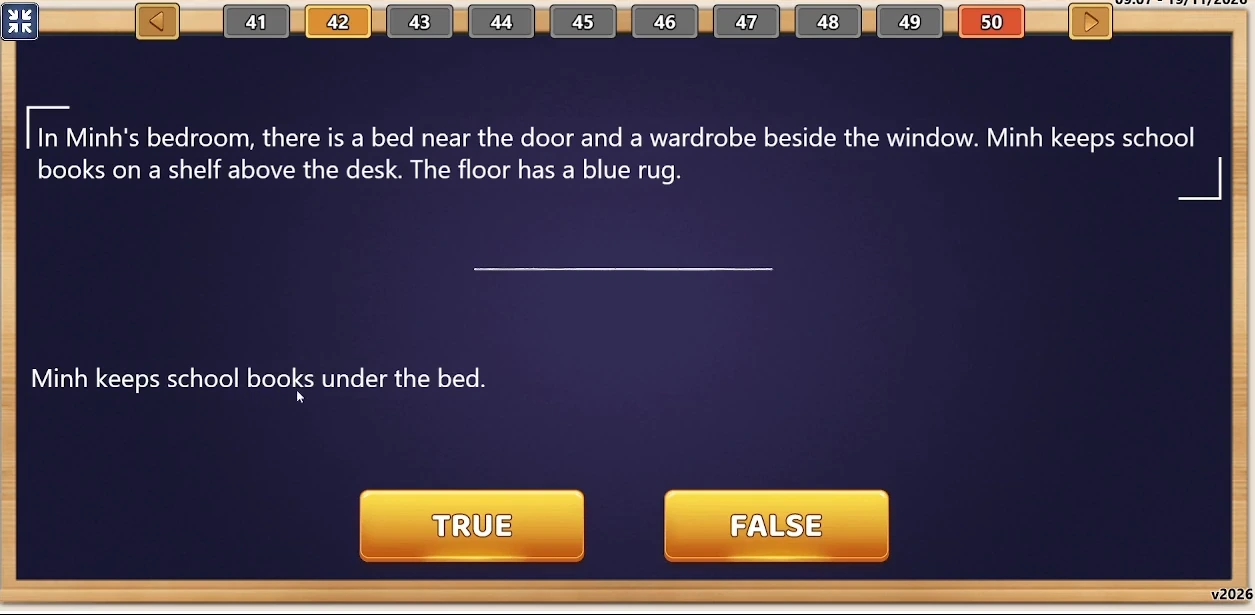 41 42 43 44 45 46 47 48 49 50
In Minh's bedroom, there is a bed near the door and a wardrobe beside the window. Minh keeps school
books on a shelf above the desk. The floor has a blue rug.
Minh keeps school books under the bed.
TRUE FALSE
v2026